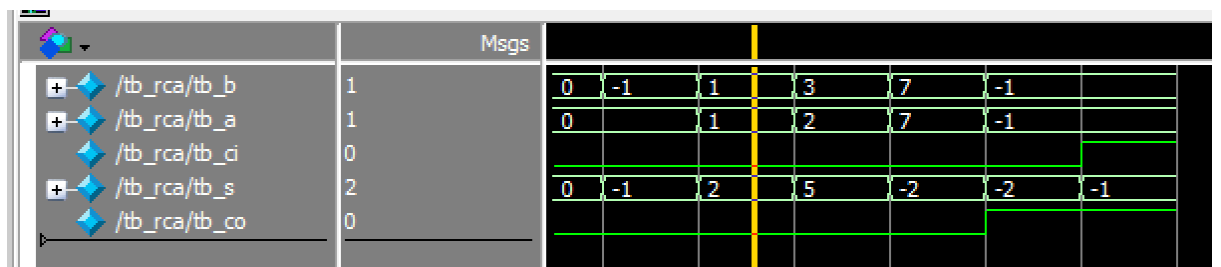 Msgs
/tb_rca/tb_b 1 0 -1 1 3 7 -1
/tb_rca/tb_a 1 0 1 2 7 -1
/tb_rca/tb_ci 0
/tb_rca/tb_s 2 0 -1 2 5 -2 -2 -1
/tb_rca/tb_co 0